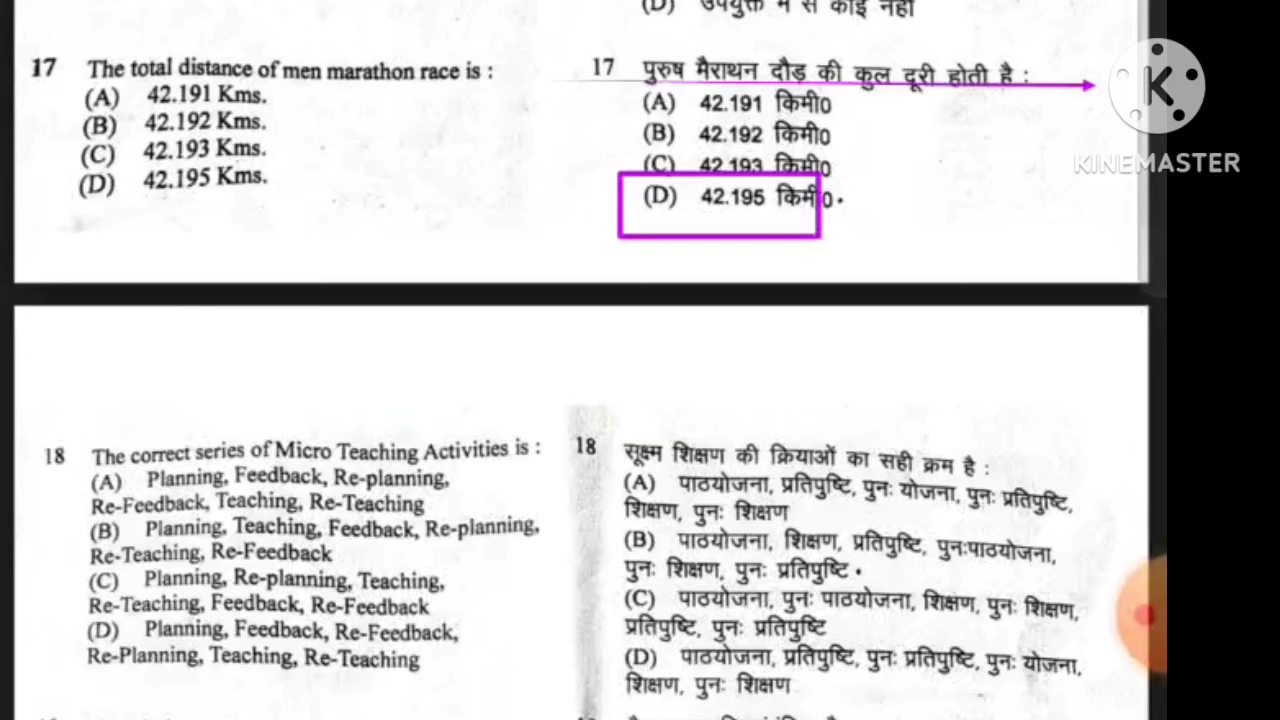 (D) उपर्युक्त में से कोई नहीं
17 The total distance of men marathon race is :
(A) 42.191 Kms.
(B) 42.192 Kms.
(C) 42.193 Kms.
(D) 42.195 Kms.
17 पुरुष मैराथन दौड़ की कुल दूरी होती है :
(A) 42.191 किमी0
(B) 42.192 किमी0
(C) 42.193 किमी0
(D) 42.195 किमी0
KINEMASTER
18 The correct series of Micro Teaching Activities is :
(A) Planning, Feedback, Re-planning,
Re-Feedback, Teaching, Re-Teaching
(B) Planning, Teaching, Feedback, Re-planning,
Re-Teaching, Re-Feedback
(C) Planning, Re-planning, Teaching,
Re-Teaching, Feedback, Re-Feedback
(D) Planning, Feedback, Re-Feedback,
Re-Planning, Teaching, Re-Teaching
18 सूक्ष्म शिक्षण की क्रियाओं का सही क्रम है :
(A) पाठयोजना, प्रतिपुष्टि, पुनः योजना, पुनः प्रतिपुष्टि,
शिक्षण, पुनः शिक्षण
(B) पाठयोजना, शिक्षण, प्रतिपुष्टि, पुनःपाठयोजना,
पुनः शिक्षण, पुनः प्रतिपुष्टि
(C) पाठयोजना, पुनः पाठयोजना, शिक्षण, पुनः शिक्षण,
प्रतिपुष्टि, पुनः प्रतिपुष्टि
(D) पाठयोजना, प्रतिपुष्टि, पुनः प्रतिपुष्टि, पुनः योजना,
शिक्षण, पुनः शिक्षण